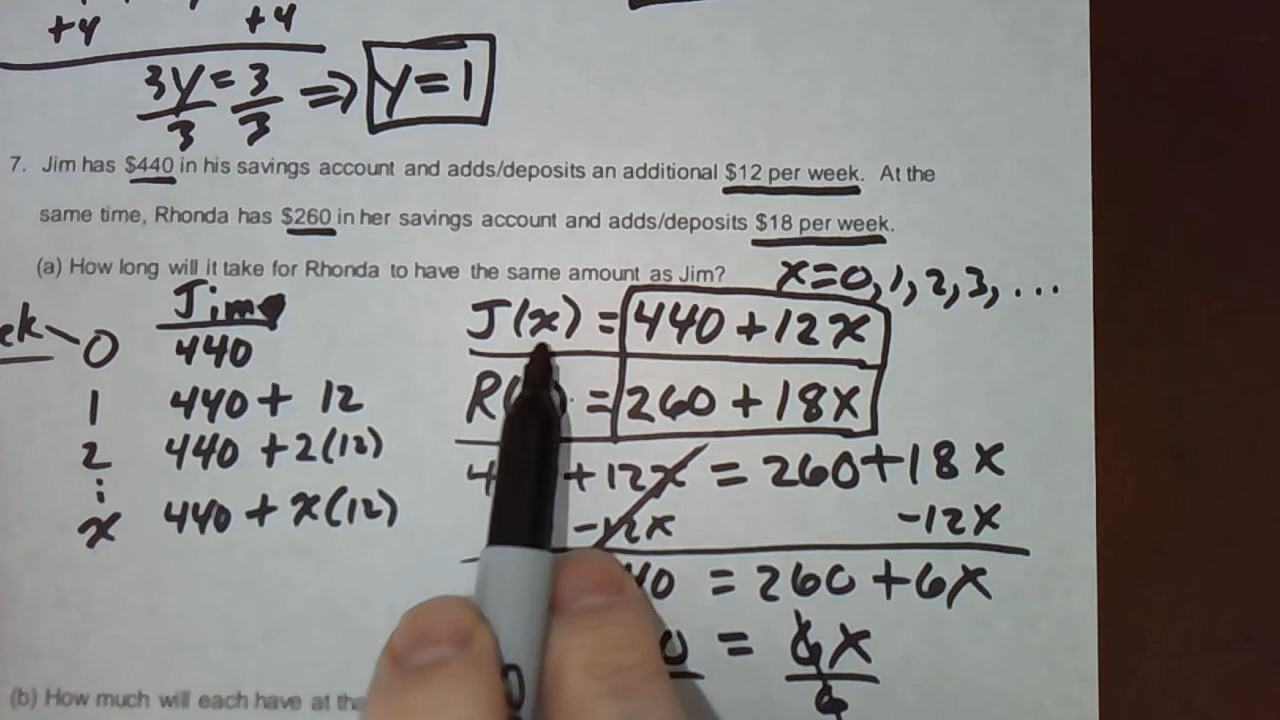 +4 +4
3y = 3 ⇒ y = 1
3 3
7. Jim has $440 in his savings account and adds/deposits an additional $12 per week. At the
same time, Rhonda has $260 in her savings account and adds/deposits $18 per week.
(a) How long will it take for Rhonda to have the same amount as Jim? x=0,1,2,3,...
Jim
J(x) = 440 + 12x
0 440
R( = 260 + 18x
1 440 + 12
2 440 + 2(12)
+ 12x = 260 + 18x
⋮
x 440 + x(12)
-12x -12x
40 = 260 + 6x
0 = 6x
6
(b) How much will each have at